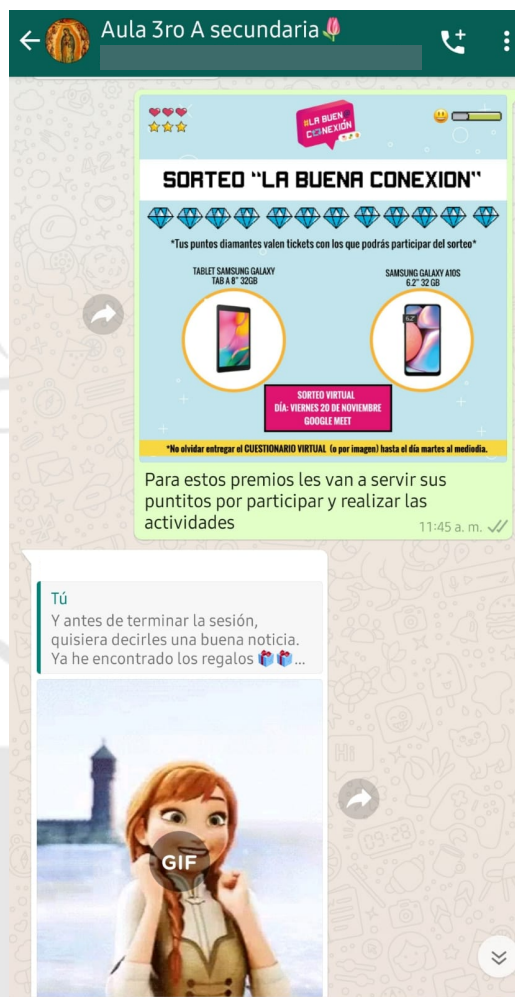 Aula 3ro A secundaria🌷
#LA BUENA
CONEXIÓN
SORTEO "LA BUENA CONEXION"
*Tus puntos diamantes valen tickets con los que podrás participar del sorteo*
TABLET SAMSUNG GALAXY
TAB A 8" 32GB
SAMSUNG GALAXY A10S
6.2" 32 GB
6.2"
SORTEO VIRTUAL
DÍA: VIERNES 20 DE NOVIEMBRE
GOOGLE MEET
*No olvidar entregar el CUESTIONARIO VIRTUAL (o por imagen) hasta el día martes al mediodia.
Para estos premios les van a servir sus
puntitos por participar y realizar las
actividades
11:45 a. m.
Tú
Y antes de terminar la sesión,
quisiera decirles una buena noticia.
Ya he encontrado los regalos 🎁🎁...
GIF